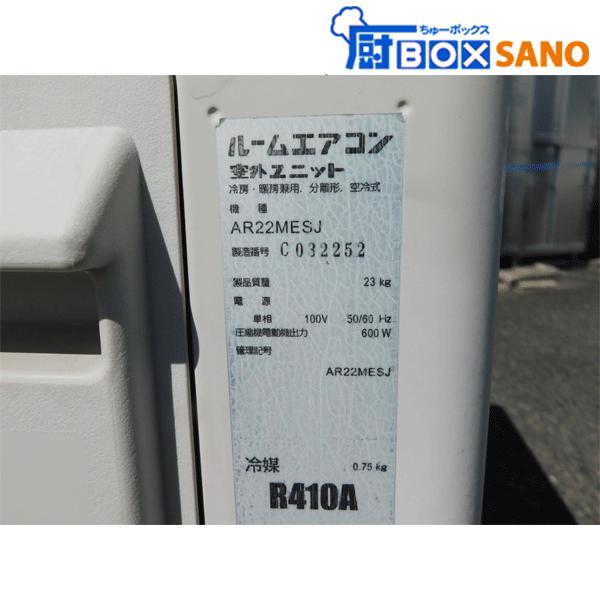 ちゅーボックス
厨BOX SANO
ルームエアコン
室外ユニット
冷房・暖房兼用, 分離形, 空冷式
機 種
AR22MESJ
製造番号 C032252
製品質量 23 kg
電 源
単相 100V 50/60 Hz
圧縮機電動機出力 600 W
管理記号
AR22MESJ
冷媒 0.75 kg
R410A